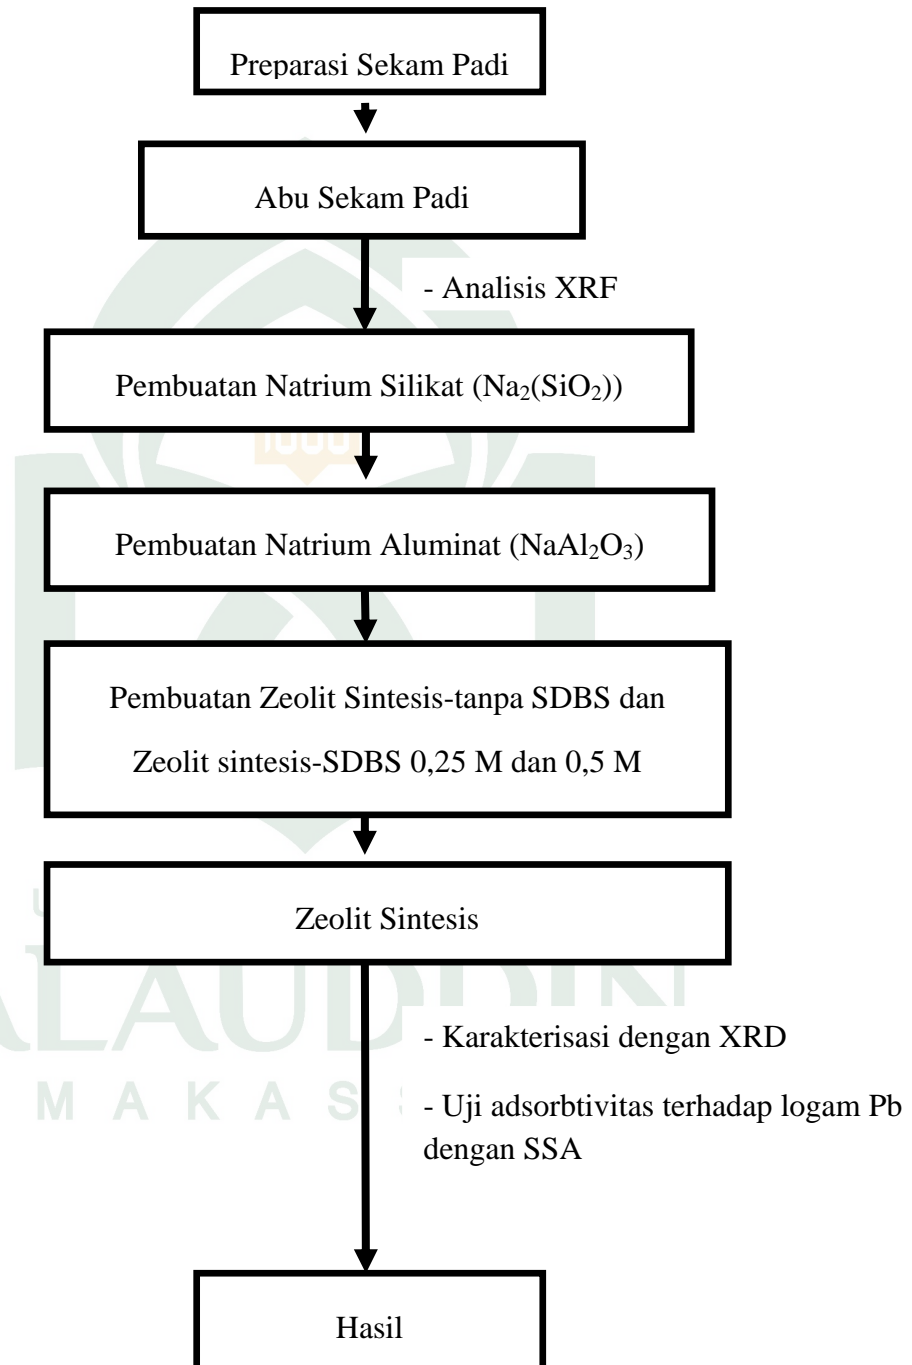 Preparasi Sekam Padi
Abu Sekam Padi
- Analisis XRF
Pembuatan Natrium Silikat (Na₂(SiO₂))
Pembuatan Natrium Aluminat (NaAl₂O₃)
Pembuatan Zeolit Sintesis-tanpa SDBS dan
Zeolit sintesis-SDBS 0,25 M dan 0,5 M
Zeolit Sintesis
ALAUDDIN
- Karakterisasi dengan XRD
M A K A S
- Uji adsorbtivitas terhadap logam Pb
dengan SSA
Hasil